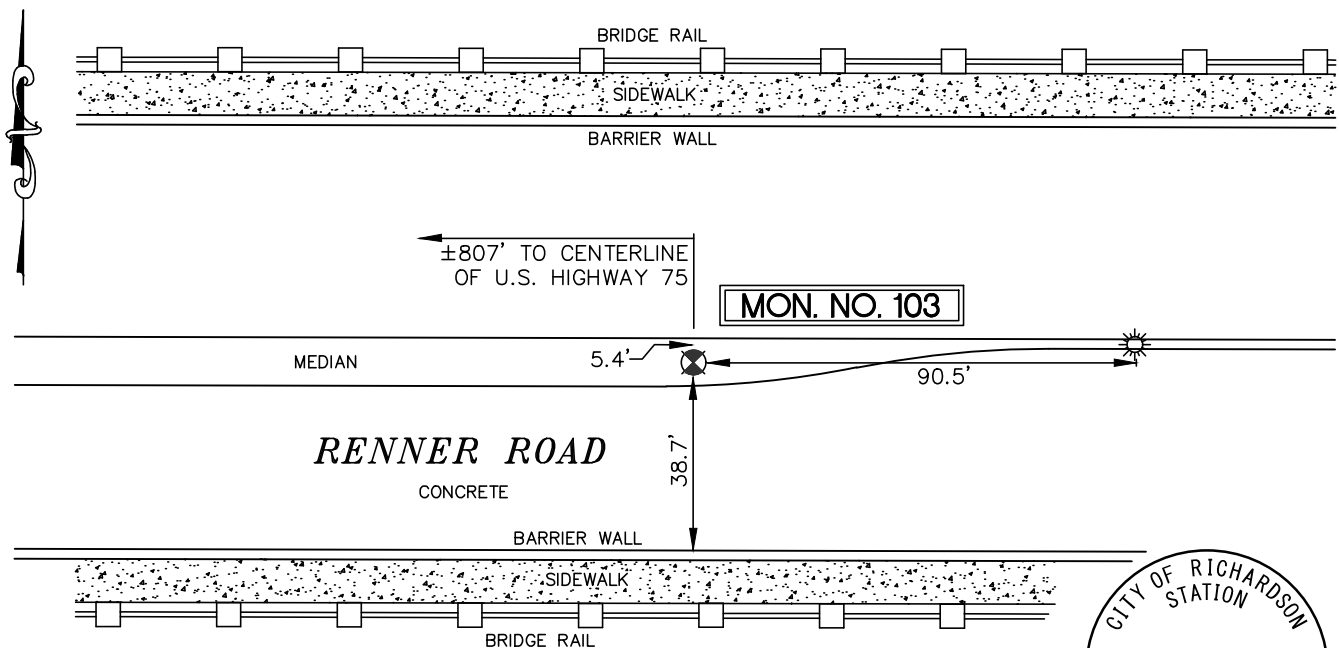 BRIDGE RAIL
SIDEWALK
BARRIER WALL
±807' TO CENTERLINE
OF U.S. HIGHWAY 75
MON. NO. 103
MEDIAN
5.4'
90.5'
RENNER ROAD
38.7'
CONCRETE
BARRIER WALL
SIDEWALK
BRIDGE RAIL
CITY OF RICHARDSON
STATION